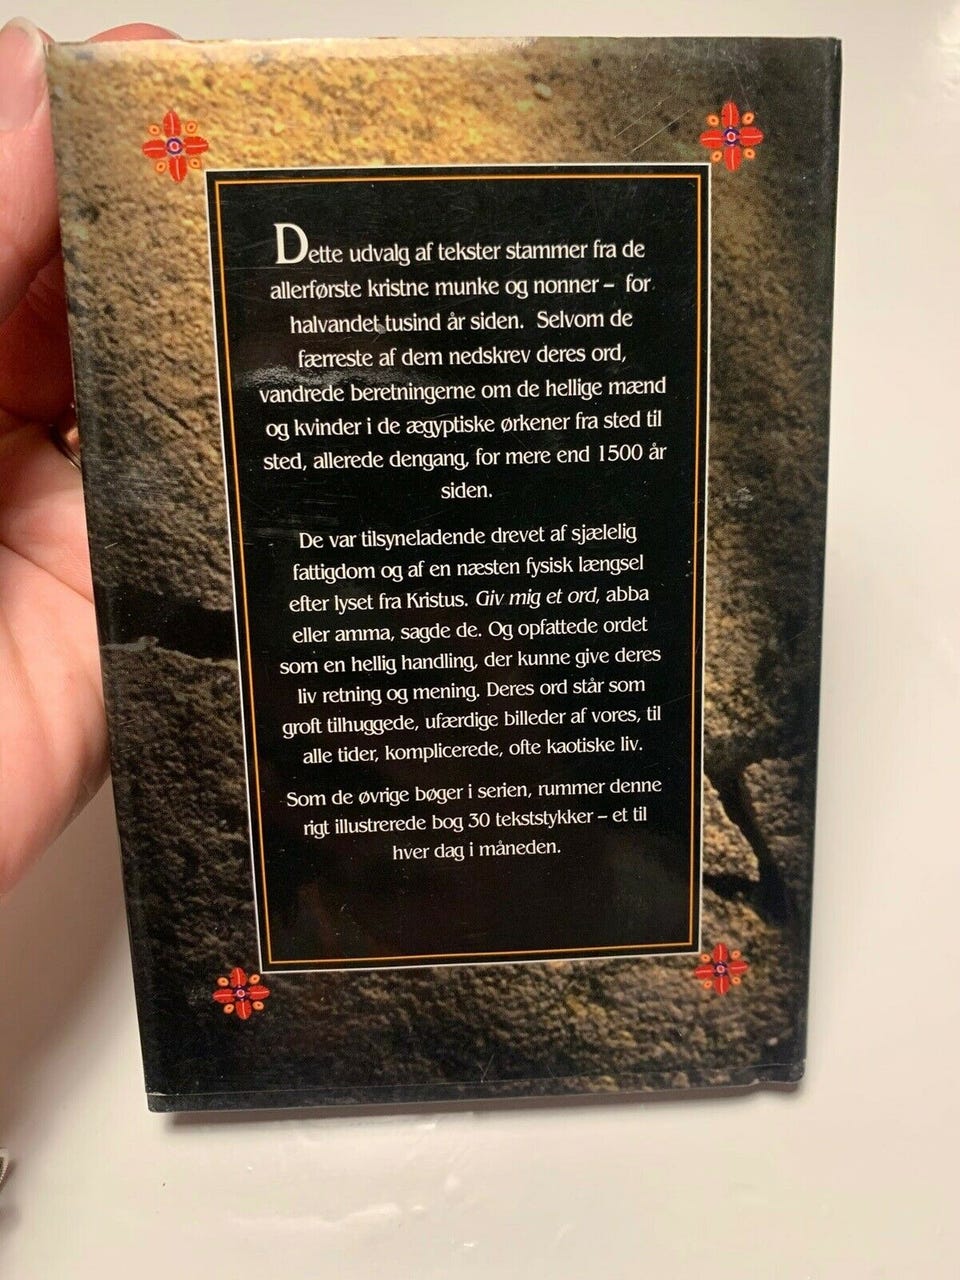 Dette udvalg af tekster stammer fra de
allerførste kristne munke og nonner – for
halvandet tusind år siden. Selvom de
færreste af dem nedskrev deres ord,
vandrede beretningerne om de hellige mænd
og kvinder i de ægyptiske ørkener fra sted til
sted, allerede dengang, for mere end 1500 år
siden.
De var tilsyneladende drevet af sjælelig
fattigdom og af en næsten fysisk længsel
efter lyset fra Kristus. Giv mig et ord, abba
eller amma, sagde de. Og opfattede ordet
som en hellig handling, der kunne give deres
liv retning og mening. Deres ord står som
groft tilhuggede, ufærdige billeder af vores, til
alle tider, komplicerede, ofte kaotiske liv.
Som de øvrige bøger i serien, rummer denne
rigt illustrerede bog 30 tekststykker – et til
hver dag i måneden.